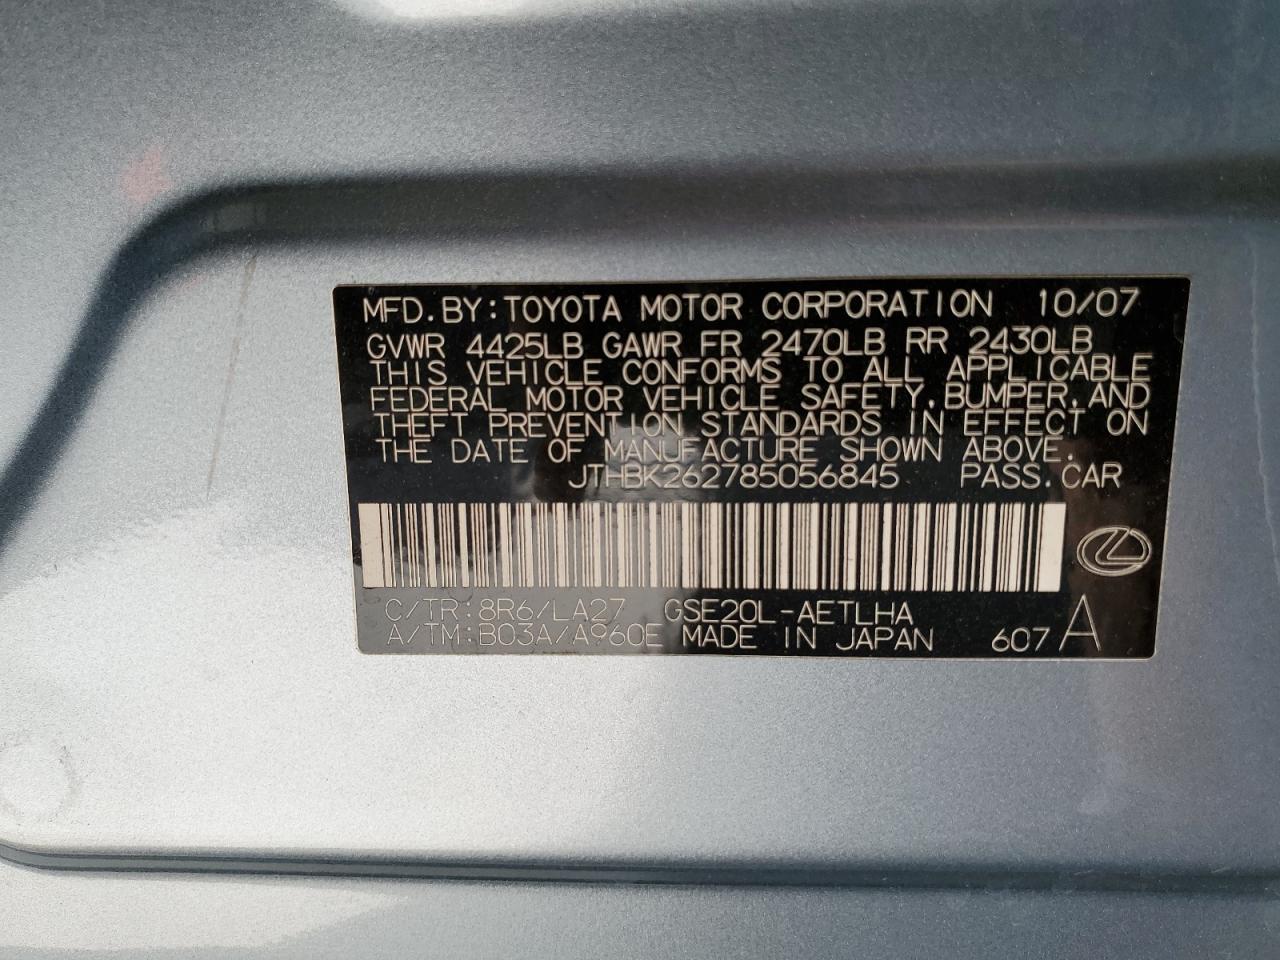 MFD. BY: TOYOTA MOTOR CORPORATION 10/07
GVWR 4425LB GAWR FR 2470LB RR 2430LB
THIS VEHICLE CONFORMS TO ALL APPLICABLE
FEDERAL MOTOR VEHICLE SAFETY, BUMPER, AND
THEFT PREVENTION STANDARDS IN EFFECT ON
THE DATE OF MANUFACTURE SHOWN ABOVE.
JTHBK262785056845 PASS. CAR
C/TR: 8R6/LA27 GSE20L-AETLHA
A/TM: B03A/A960E MADE IN JAPAN 607 A